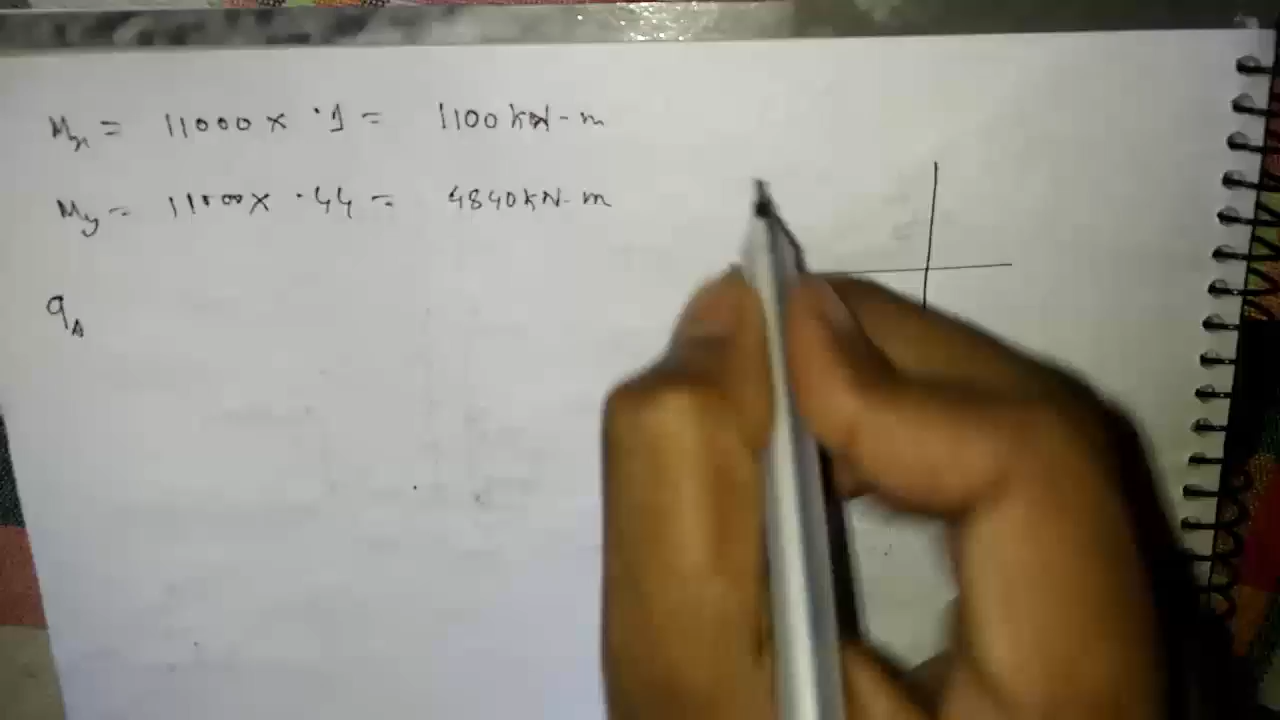 Mx = 11000 x .1 = 1100 kN-m
My = 11000 x .44 = 4840 kN-m
qA